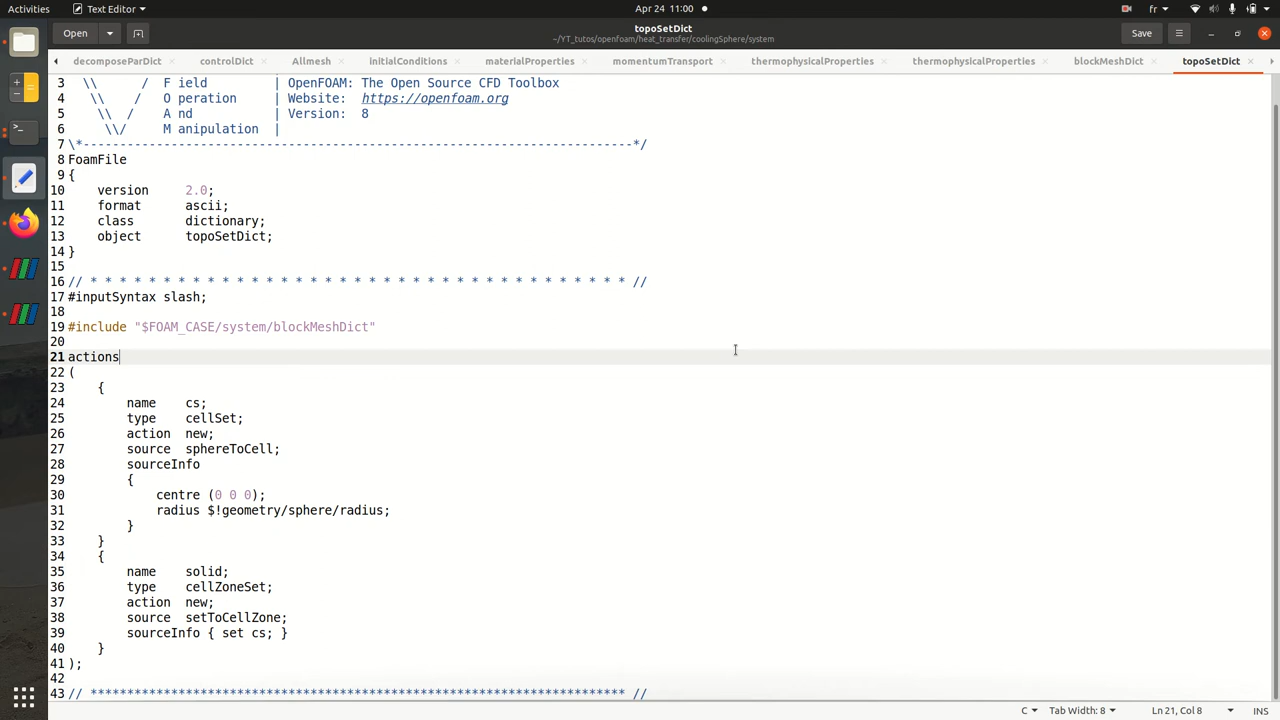 Activities
Text Editor
Apr 24 11:00
fr
Open
topoSetDict
~/YT_tutos/openfoam/heat_transfer/coolingSphere/system
Save
decomposeParDict
controlDict
Allmesh
initialConditions
materialProperties
momentumTransport
thermophysicalProperties
thermophysicalProperties
blockMeshDict
topoSetDict
3 \\ / F ield | OpenFOAM: The Open Source CFD Toolbox
4 \\ / O peration | Website: https://openfoam.org
5 \\ / A nd | Version: 8
6 \\/ M anipulation |
7 \*---------------------------------------------------------------------------*/
8 FoamFile
9 {
10 version 2.0;
11 format ascii;
12 class dictionary;
13 object topoSetDict;
14 }
15
16 // * * * * * * * * * * * * * * * * * * * * * * * * * * * * * * * * * * * * * //
17 #inputSyntax slash;
18
19 #include "$FOAM_CASE/system/blockMeshDict"
20
21 actions
22 (
23 {
24 name cs;
25 type cellSet;
26 action new;
27 source sphereToCell;
28 sourceInfo
29 {
30 centre (0 0 0);
31 radius $!geometry/sphere/radius;
32 }
33 }
34 {
35 name solid;
36 type cellZoneSet;
37 action new;
38 source setToCellZone;
39 sourceInfo { set cs; }
40 }
41 );
42
43 // ************************************************************************* //
C
Tab Width: 8
Ln 21, Col 8
INS